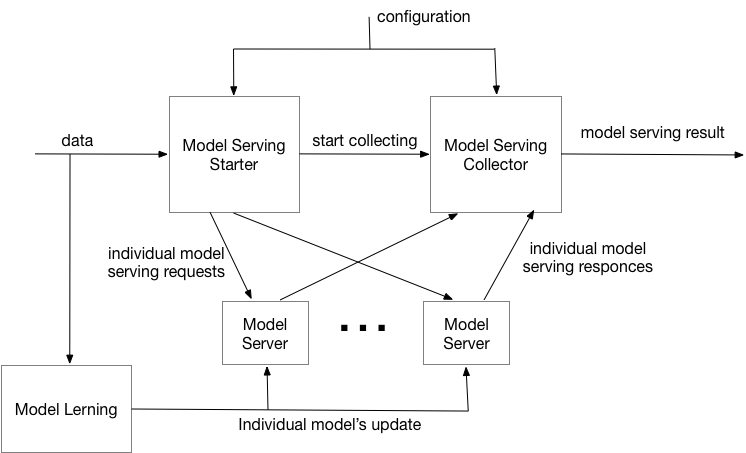 configuration
data
Model Serving
Starter
start collecting
Model Serving
Collector
model serving result
individual model
serving requests
individual model
serving responces
Model
Server
...
Model
Server
Model Lerning
Individual model's update